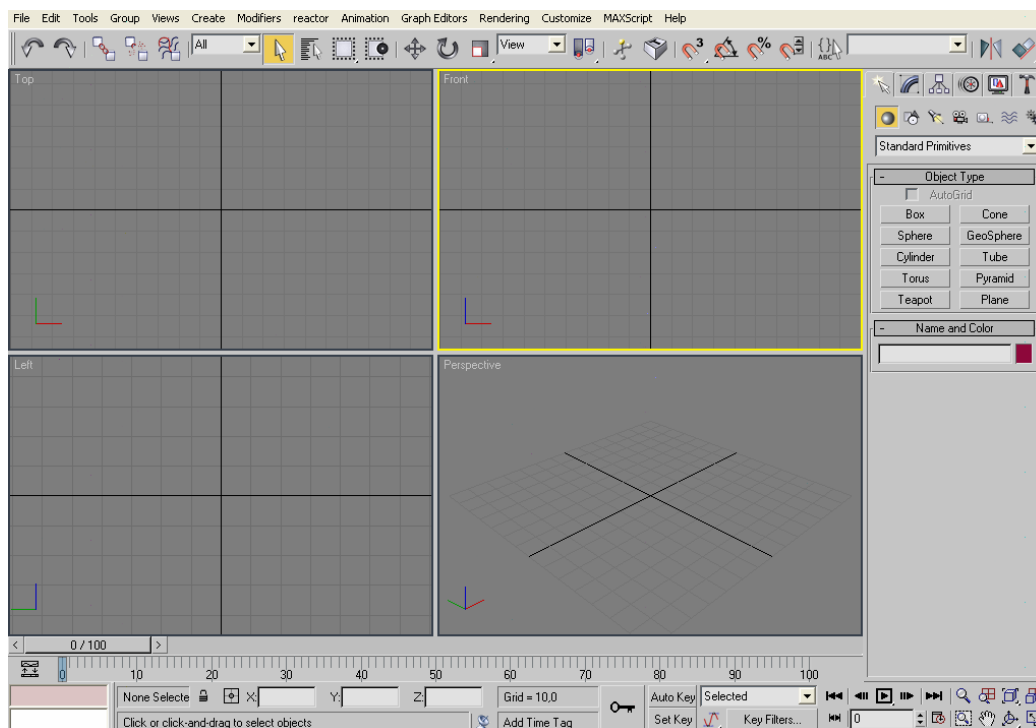 File Edit Tools Group Views Create Modifiers reactor Animation Graph Editors Rendering Customize MAXScript Help
All View 3 % {} ABC
Top Front
Standard Primitives
- Object Type
AutoGrid
Box Cone
Sphere GeoSphere
Cylinder Tube
Torus Pyramid
Teapot Plane
- Name and Color
Left Perspective
< 0 / 100 >
0 10 20 30 40 50 60 70 80 90 100
None Selecte X: Y: Z: Grid = 10,0 Auto Key Selected
Click or click-and-drag to select objects Add Time Tag Set Key Key Filters... 0